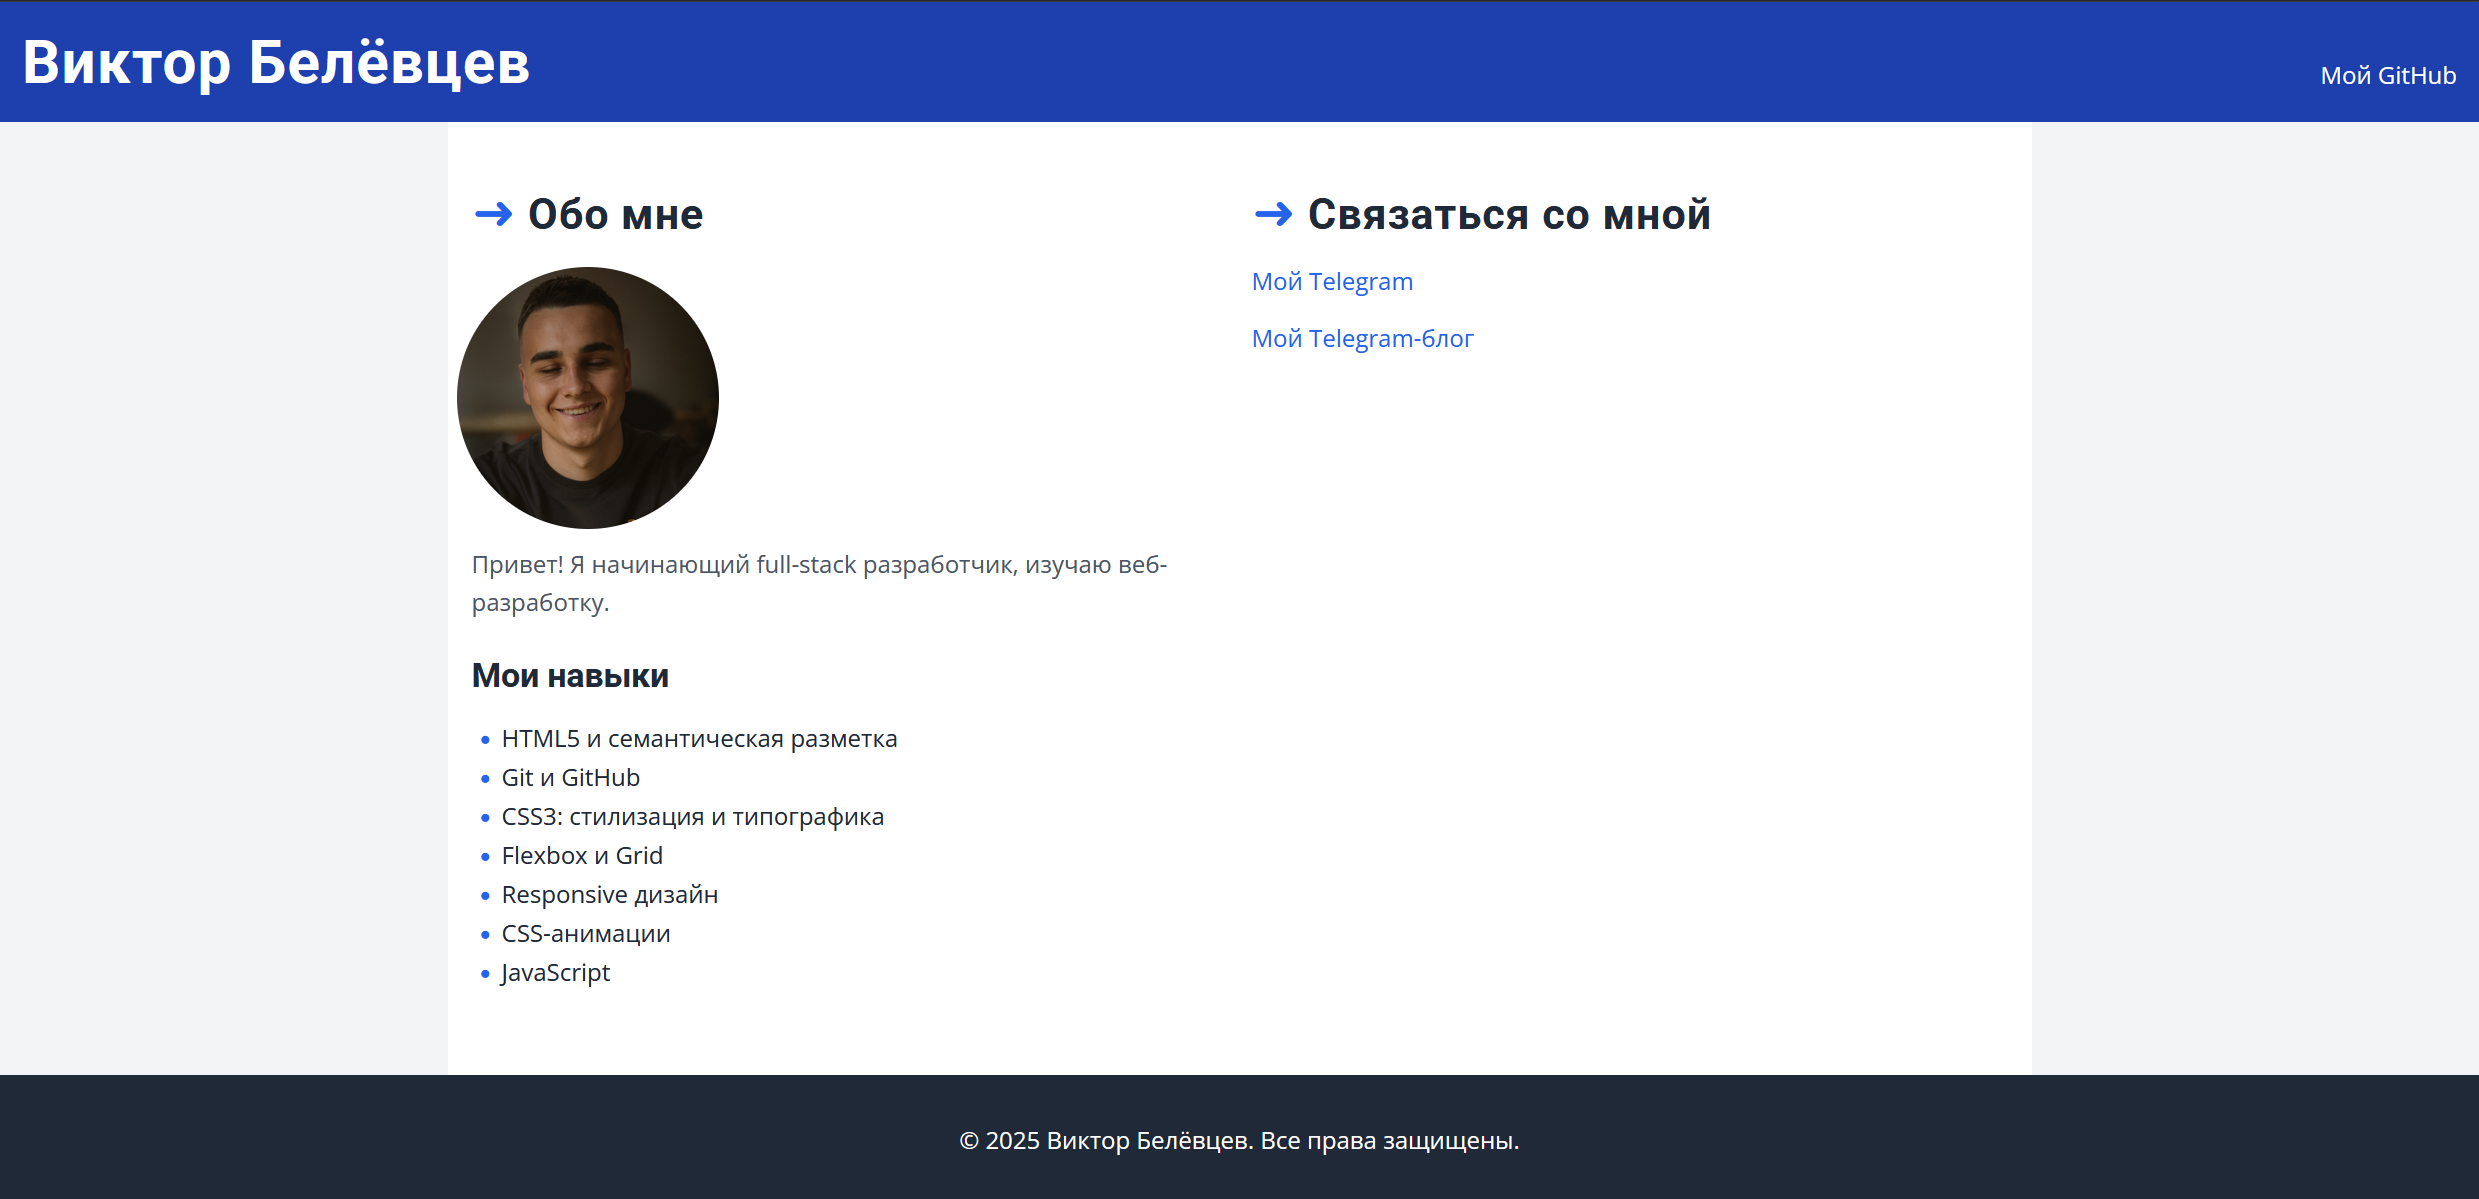 Виктор Белёвцев
Мой GitHub
➜ Обо мне
Привет! Я начинающий full-stack разработчик, изучаю веб-
разработку.
Мои навыки
• HTML5 и семантическая разметка
• Git и GitHub
• CSS3: стилизация и типографика
• Flexbox и Grid
• Responsive дизайн
• CSS-анимации
• JavaScript
➜ Связаться со мной
Мой Telegram
Мой Telegram-блог
© 2025 Виктор Белёвцев. Все права защищены.